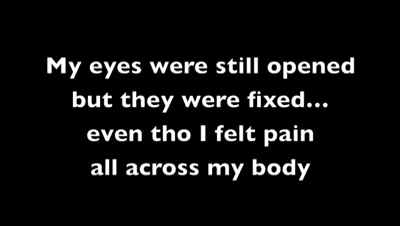 My eyes were still opened
but they were fixed...
even tho I felt pain
all across my body